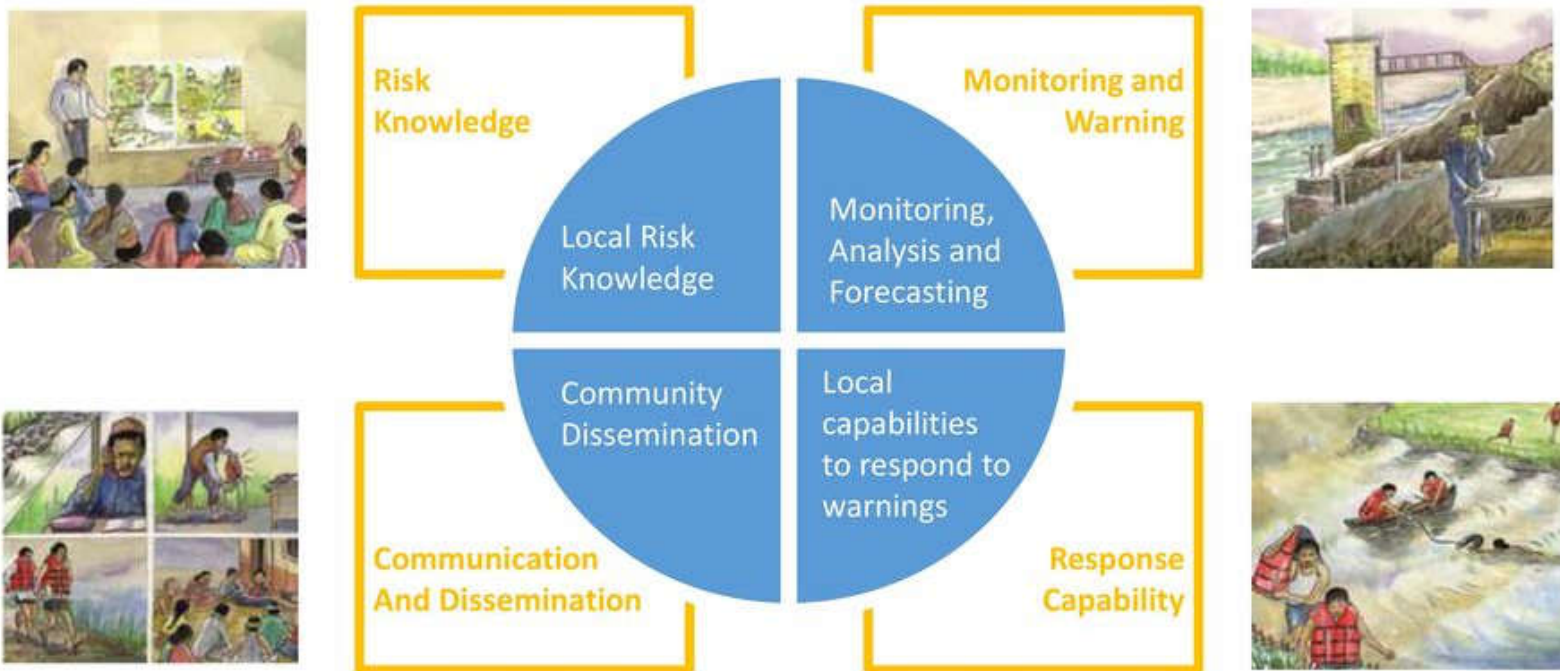 Risk
Knowledge
Monitoring and
Warning
Local Risk
Knowledge
Monitoring,
Analysis and
Forecasting
Community
Dissemination
Local
capabilities
to respond to
warnings
Communication
And Dissemination
Response
Capability